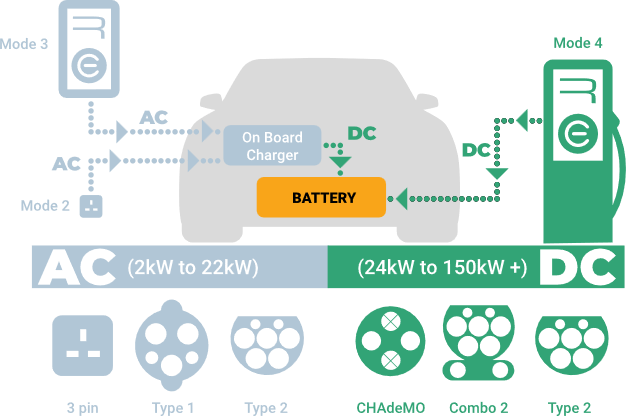 Mode 3
Mode 4
AC
On Board
Charger
DC
AC
DC
Mode 2
BATTERY
AC (2kW to 22kW)
(24kW to 150kW +) DC
3 pin
Type 1
Type 2
CHAdeMO
Combo 2
Type 2